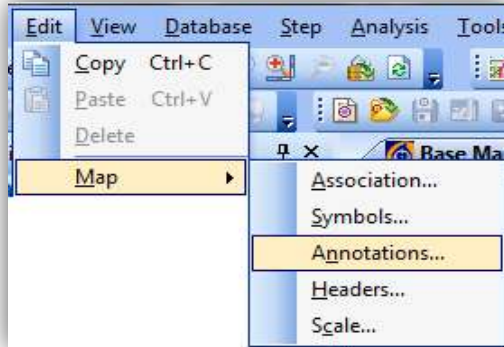 Edit View Database Step Analysis Tools
Copy Ctrl+C
Paste Ctrl+V
Delete
Base Ma
Map
Association...
Symbols...
Annotations...
Headers...
Scale...